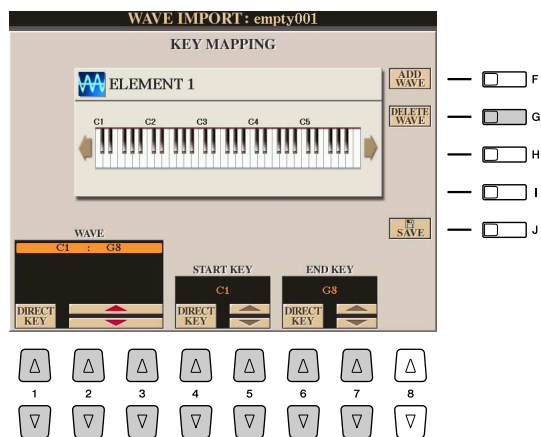 WAVE IMPORT : empty001
KEY MAPPING
ELEMENT 1
C1 C2 C3 C4 C5
ADD WAVE
DELETE WAVE
SAVE
F
G
H
I
J
WAVE
C1 : G8
DIRECT KEY
START KEY
C1
DIRECT KEY
END KEY
G8
DIRECT KEY
1 2 3 4 5 6 7 8